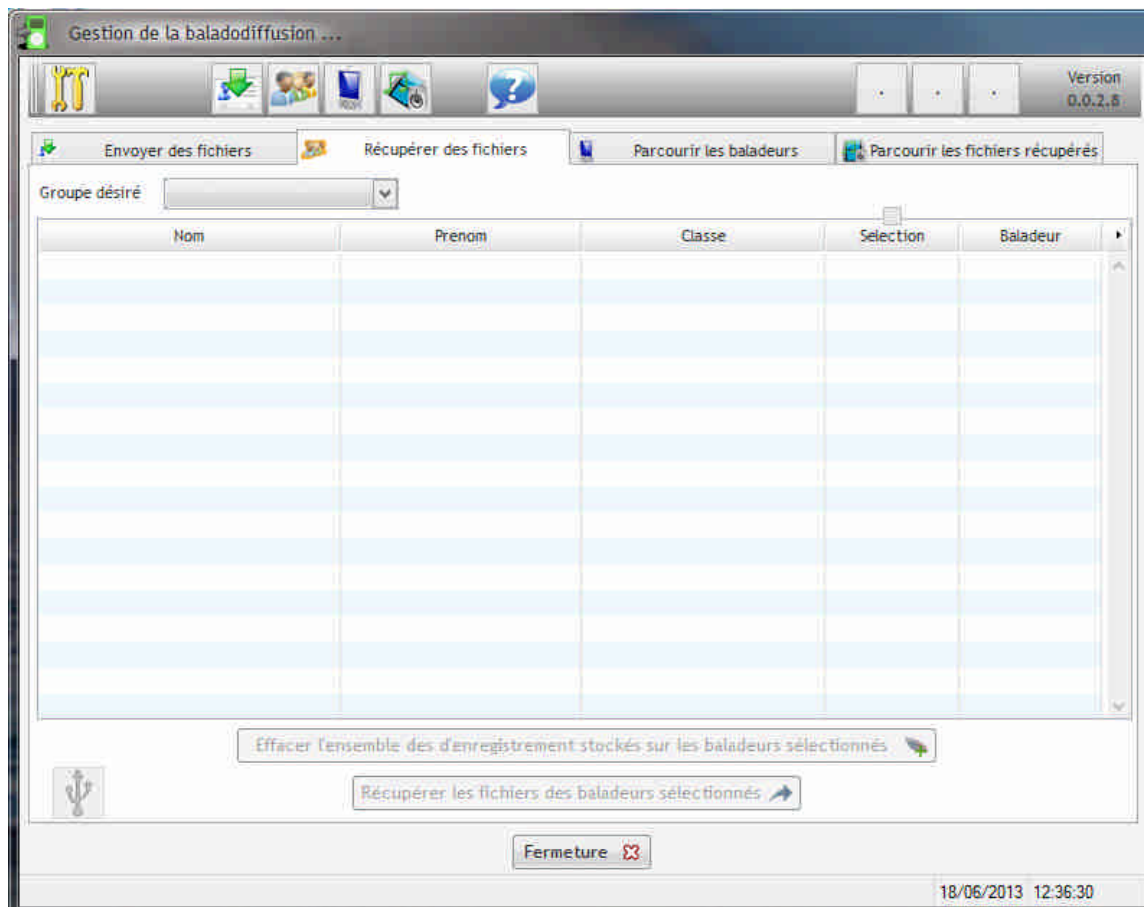 Gestion de la baladodiffusion ...
Version
0.0.2.8
Envoyer des fichiers
Récupérer des fichiers
Parcourir les baladeurs
Parcourir les fichiers récupérés
Groupe désiré
Nom
Prenom
Classe
Selection
Baladeur
Effacer l'ensemble des d'enregistrement stockés sur les baladeurs sélectionnés
Récupérer les fichiers des baladeurs sélectionnés
Fermeture
18/06/2013 12:36:30